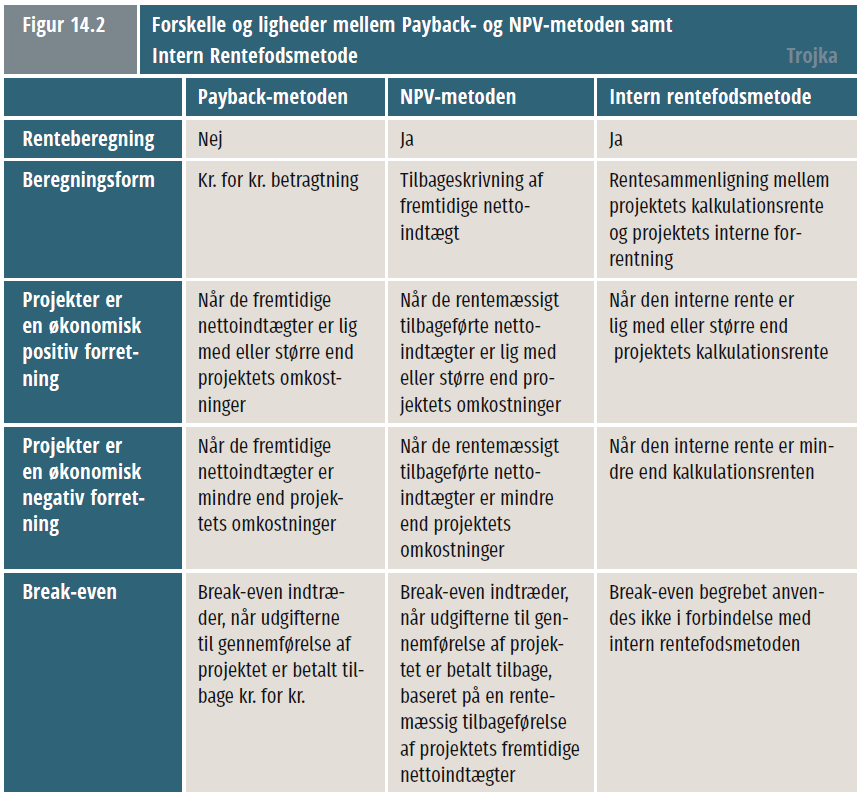 Figur 14.2
Forskelle og ligheder mellem Payback- og NPV-metoden samt
Intern Rentefodsmetode
Trojka
Payback-metoden
NPV-metoden
Intern rentefodsmetode
Renteberegning
Nej
Ja
Ja
Beregningsform
Kr. for kr. betragtning
Tilbageskrivning af
fremtidige netto-
indtægt
Rentesammenligning mellem
projektets kalkulationsrente
og projektets interne for-
rentning
Projekter er
en økonomisk
positiv forret-
ning
Når de fremtidige
nettoindtægter er lig
med eller større end
projektets omkost-
ninger
Når de rentemæssigt
tilbageførte netto-
indtægter er lig med
eller større end pro-
jektets omkostninger
Når den interne rente er
lig med eller større end
projektets kalkulationsrente
Projekter er
en økonomisk
negativ forret-
ning
Når de fremtidige
nettoindtægter er
mindre end projek-
tets omkostninger
Når de rentemæssigt
tilbageførte netto-
indtægter er mindre
end projektets
omkostninger
Når den interne rente er min-
dre end kalkulationsrenten
Break-even
Break-even indtræ-
der, når udgifterne
til gennemførelse af
projektet er betalt til-
bage kr. for kr.
Break-even indtræder,
når udgifterne til gen-
nemførelse af projek-
tet er betalt tilbage,
baseret på en rente-
mæssig tilbageførelse
af projektets fremtidige
nettoindtægter
Break-even begrebet anven-
des ikke i forbindelse med
intern rentefodsmetoden